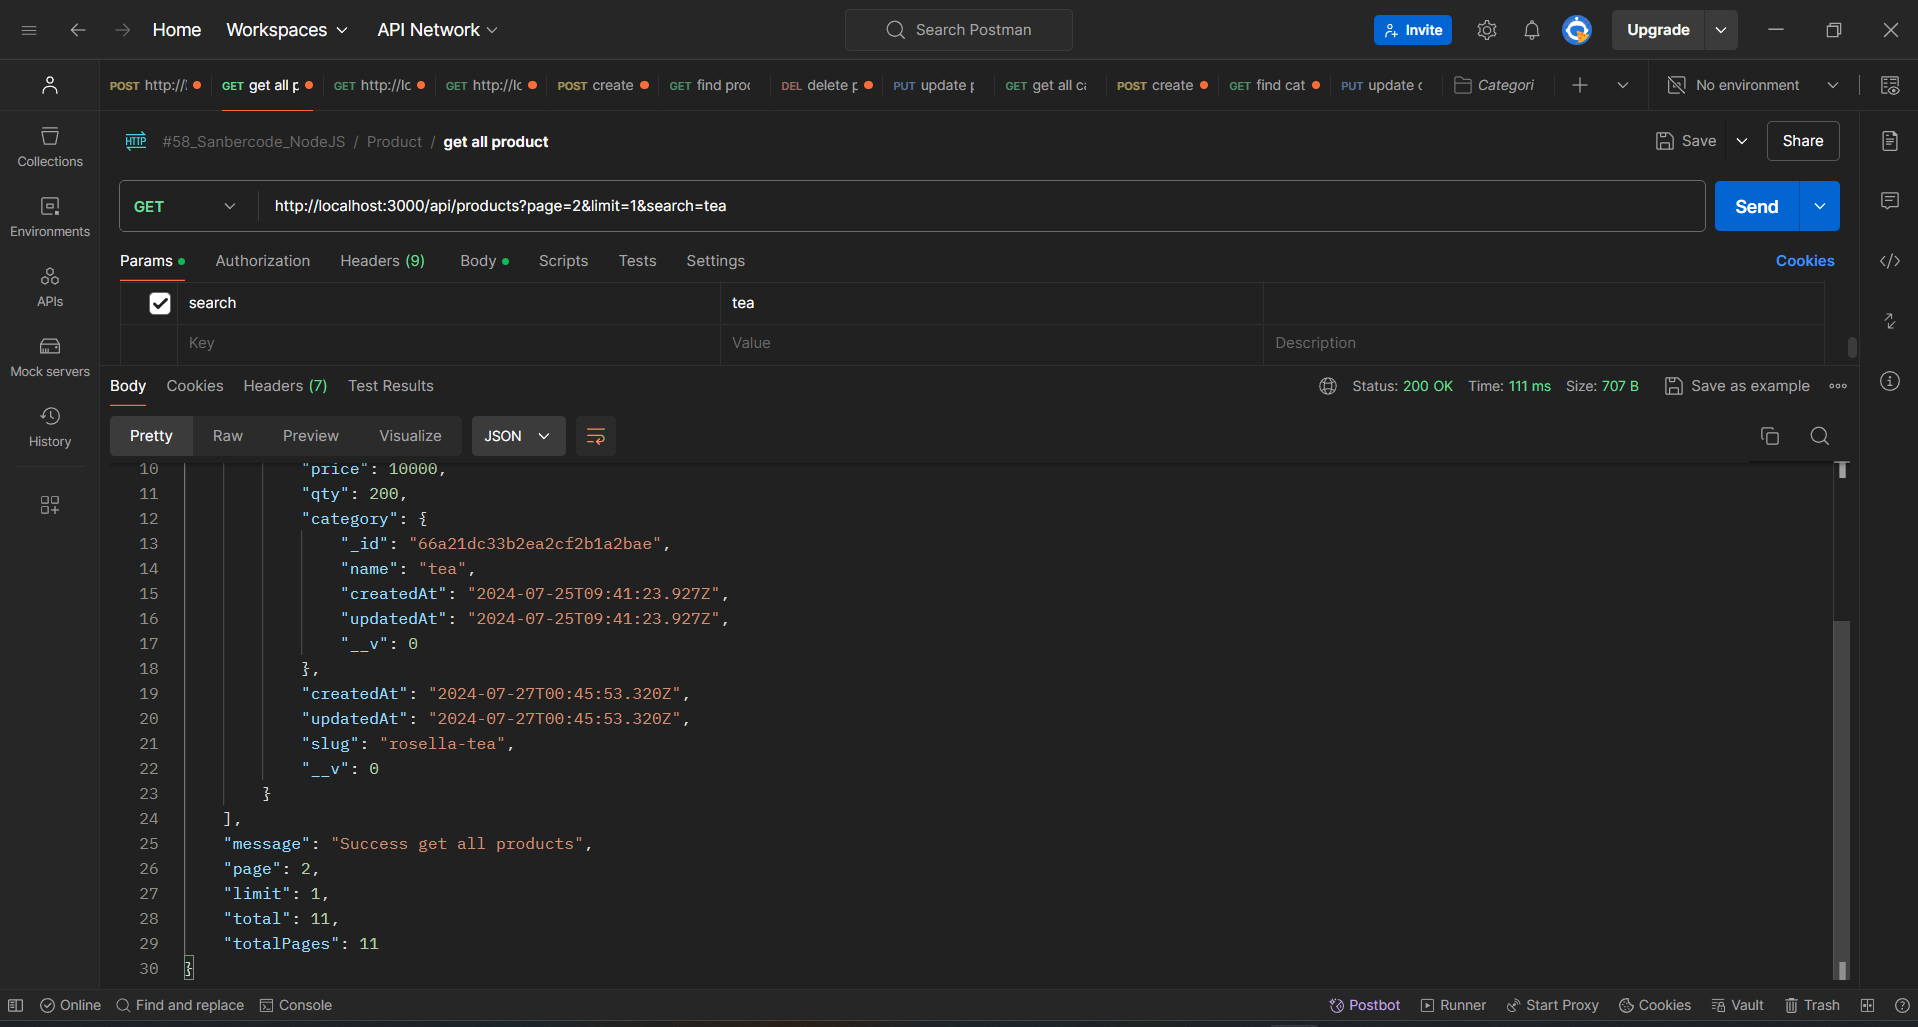 Home Workspaces API Network Search Postman Invite Upgrade
POST http:// GET get all p GET http://lc GET http://lc POST create GET find proc DEL delete p PUT update p GET get all ca POST create GET find cat PUT update c Categori No environment
HTTP #58_Sanbercode_NodeJS / Product / get all product Save Share
Collections
Environments
APIs
Mock servers
History
GET http://localhost:3000/api/products?page=2&limit=1&search=tea Send
Params Authorization Headers (9) Body Scripts Tests Settings Cookies
search tea
Key Value Description
Body Cookies Headers (7) Test Results Status: 200 OK Time: 111 ms Size: 707 B Save as example
Pretty Raw Preview Visualize JSON
10 "price": 10000,
11 "qty": 200,
12 "category": {
13 "_id": "66a21dc33b2ea2cf2b1a2bae",
14 "name": "tea",
15 "createdAt": "2024-07-25T09:41:23.927Z",
16 "updatedAt": "2024-07-25T09:41:23.927Z",
17 "__v": 0
18 },
19 "createdAt": "2024-07-27T00:45:53.320Z",
20 "updatedAt": "2024-07-27T00:45:53.320Z",
21 "slug": "rosella-tea",
22 "__v": 0
23 }
24 ],
25 "message": "Success get all products",
26 "page": 2,
27 "limit": 1,
28 "total": 11,
29 "totalPages": 11
30 }
Online Find and replace Console Postbot Runner Start Proxy Cookies Vault Trash